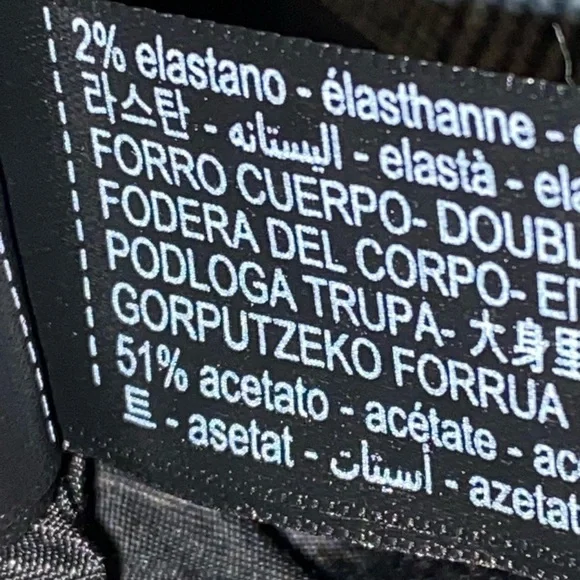 2% elastano - élasthanne -
라스탄 - اليستانه - elastà - ela
FORRO CUERPO- DOUBL
FODERA DEL CORPO- EI
PODLOGA TRUPA- 大身里
GORPUTZEKO FORRUA
51% acetato - acétate - ac
트 - asetat - أسيتات - azetat